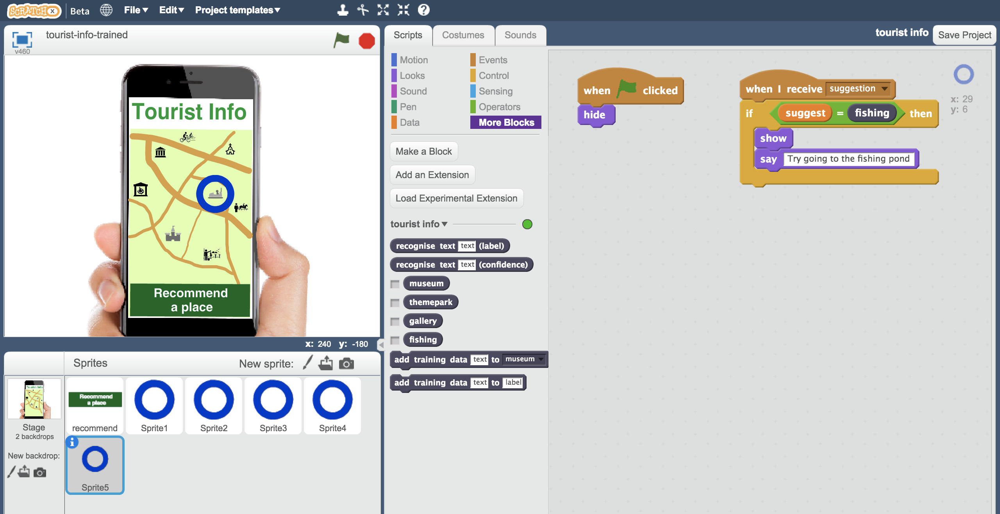 SCRATCHX
Beta
File
Edit
Project templates
tourist-info-trained
v460
Tourist Info
Recommend
a place
x: 240 y: -180
Sprites
New sprite:
Stage
2 backdrops
New backdrop:
Recommend
a place
recommend
Sprite1
Sprite2
Sprite3
Sprite4
Sprite5
Scripts
Costumes
Sounds
tourist info
Save Project
Motion
Looks
Sound
Pen
Data
Events
Control
Sensing
Operators
More Blocks
Make a Block
Add an Extension
Load Experimental Extension
tourist info
recognise text text (label)
recognise text text (confidence)
museum
themepark
gallery
fishing
add training data text to museum
add training data text to label
when clicked
hide
when I receive suggestion
if suggest = fishing then
show
say Try going to the fishing pond
x: 29
y: 6